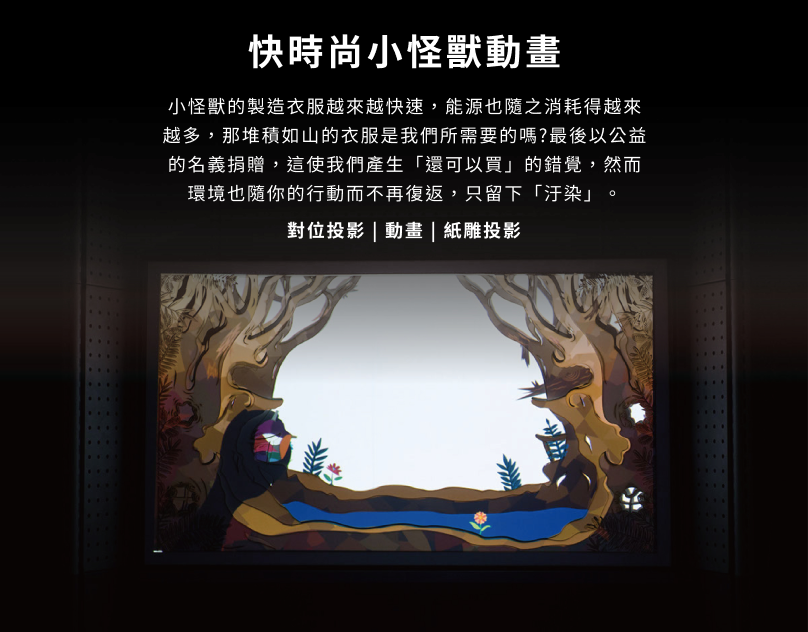 快時尚小怪獸動畫
小怪獸的製造衣服越來越快速，能源也隨之消耗得越來
越多，那堆積如山的衣服是我們所需要的嗎?最後以公益
的名義捐贈，這使我們產生「還可以買」的錯覺，然而
環境也隨你的行動而不再復返，只留下「汙染」。
對位投影 | 動畫 | 紙雕投影